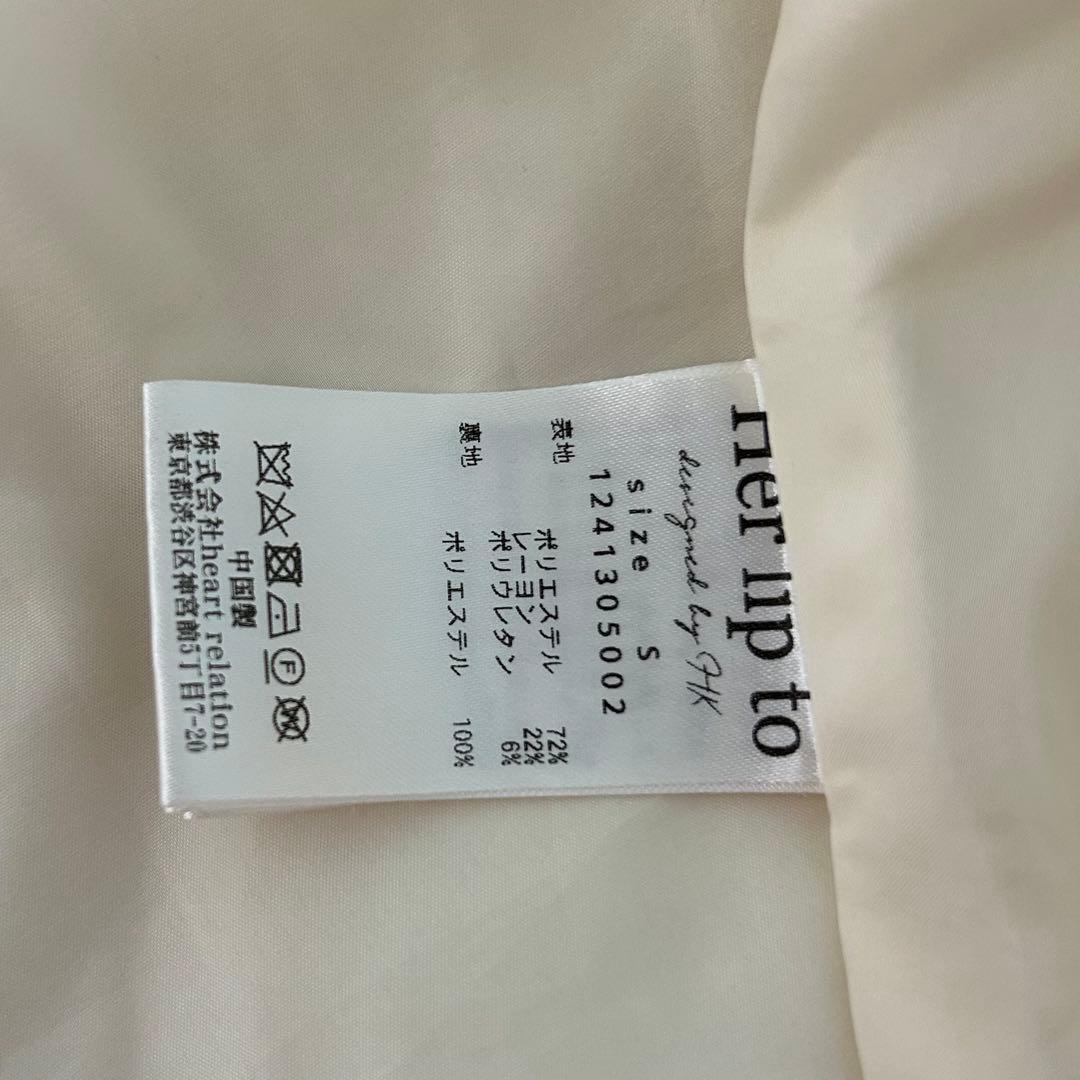 Her lip to
designed by HK
size S
1241305002
表地 ポリエステル 72%
レーヨン 22%
ポリウレタン 6%
裏地 ポリエステル 100%
中国製
株式会社heart relation
東京都渋谷区神宮前5丁目7-20